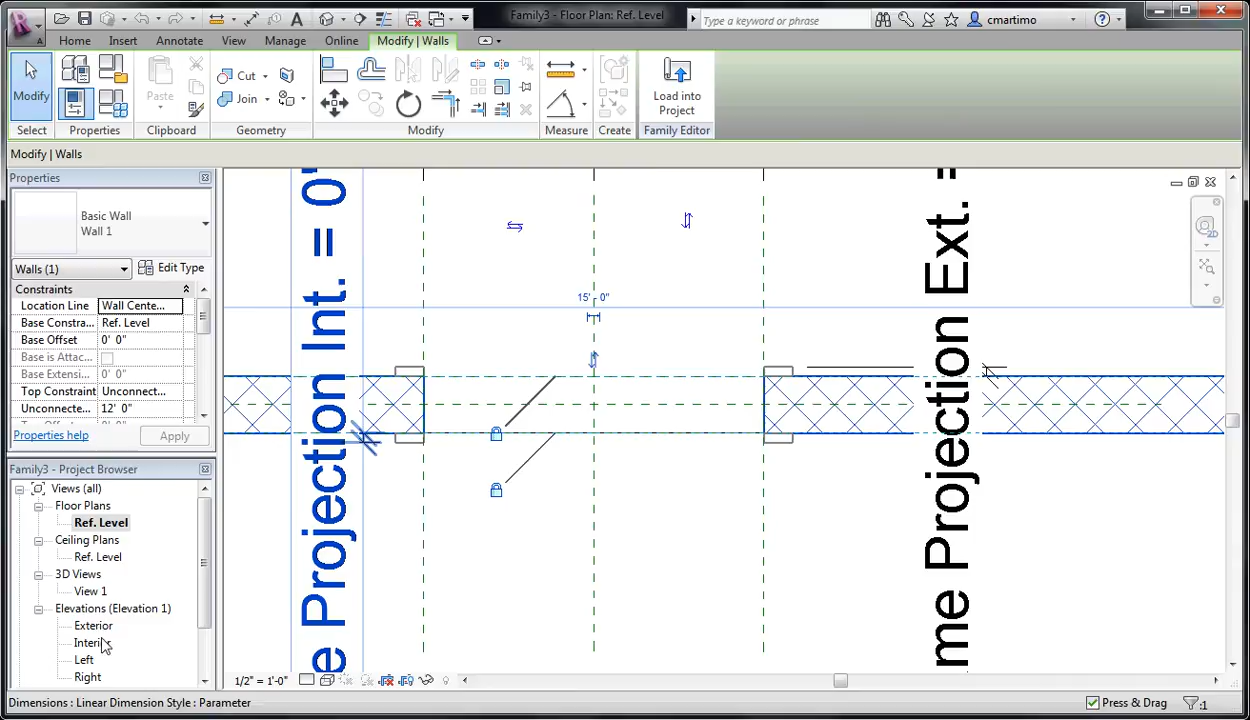 Family3 - Floor Plan: Ref. Level
Type a keyword or phrase
cmartimo
Home
Insert
Annotate
View
Manage
Online
Modify | Walls
Modify
Paste
Cut
Join
Load into
Project
Select
Properties
Clipboard
Geometry
Modify
Measure
Create
Family Editor
Modify | Walls
Properties
Basic Wall
Wall 1
Walls (1)
Edit Type
Constraints
Location Line
Wall Cente...
Base Constra...
Ref. Level
Base Offset
0' 0"
Base is Attac...
Base Extensi...
0' 0"
Top Constraint
Unconnect...
Unconnecte...
12' 0"
Properties help
Apply
Family3 - Project Browser
Views (all)
Floor Plans
Ref. Level
Ceiling Plans
Ref. Level
3D Views
View 1
Elevations (Elevation 1)
Exterior
Interior
Left
Right
e Projection Int. = 0'
15' - 0"
me Projection Ext. =
2D
1/2" = 1'-0"
Dimensions : Linear Dimension Style : Parameter
Press & Drag
:1